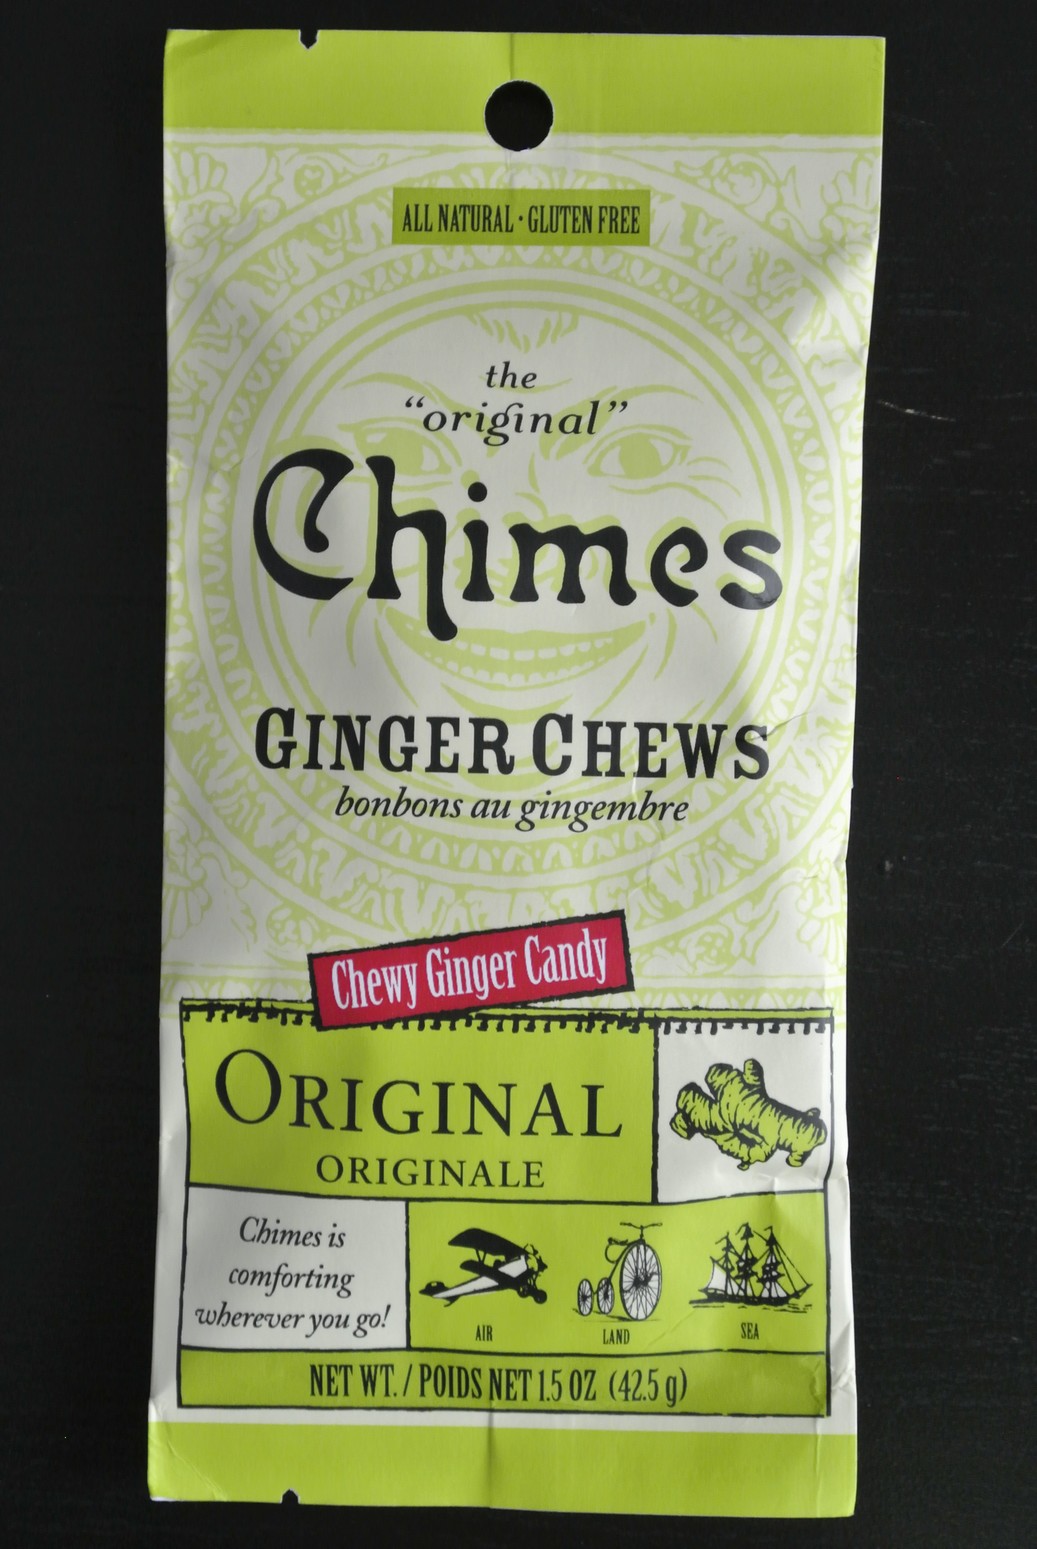 ALL NATURAL · GLUTEN FREE
the
“original”
Chimes
GINGER CHEWS
bonbons au gingembre
Chewy Ginger Candy
ORIGINAL
ORIGINALE
Chimes is
comforting
wherever you go!
AIR
LAND
SEA
NET WT. / POIDS NET 1.5 OZ (42.5 g)